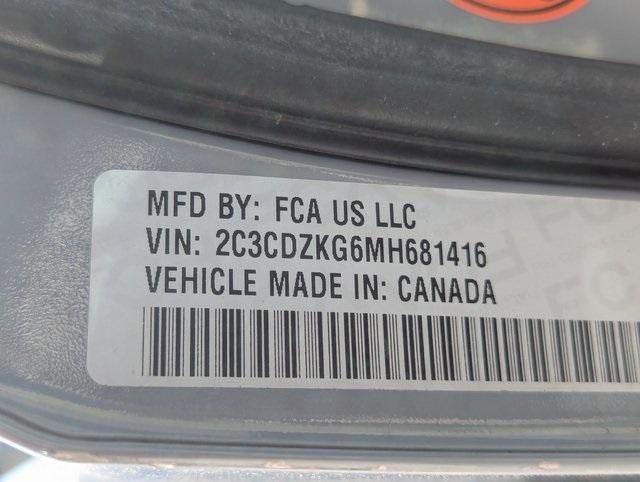 MFD BY: FCA US LLC
VIN: 2C3CDZKG6MH681416
VEHICLE MADE IN: CANADA